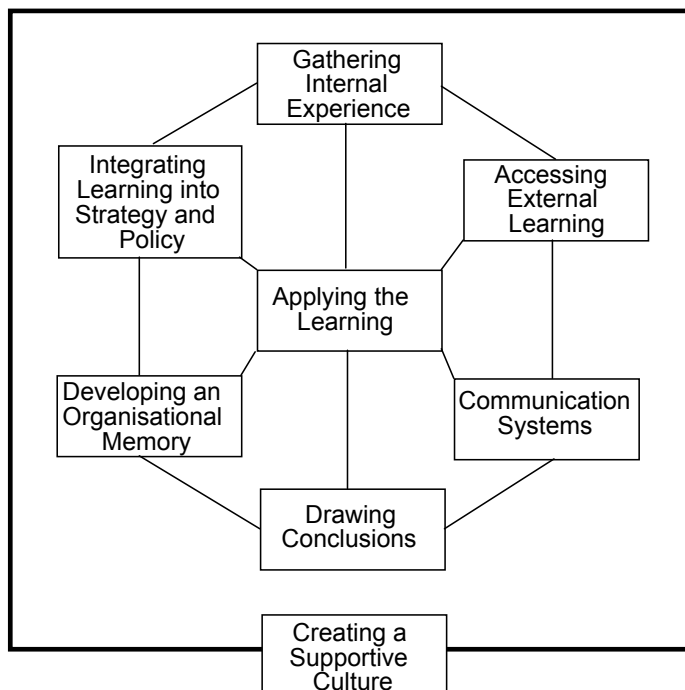 Gathering
Internal
Experience
Integrating
Learning into
Strategy and
Policy
Accessing
External
Learning
Applying the
Learning
Developing an
Organisational
Memory
Communication
Systems
Drawing
Conclusions
Creating a
Supportive
Culture